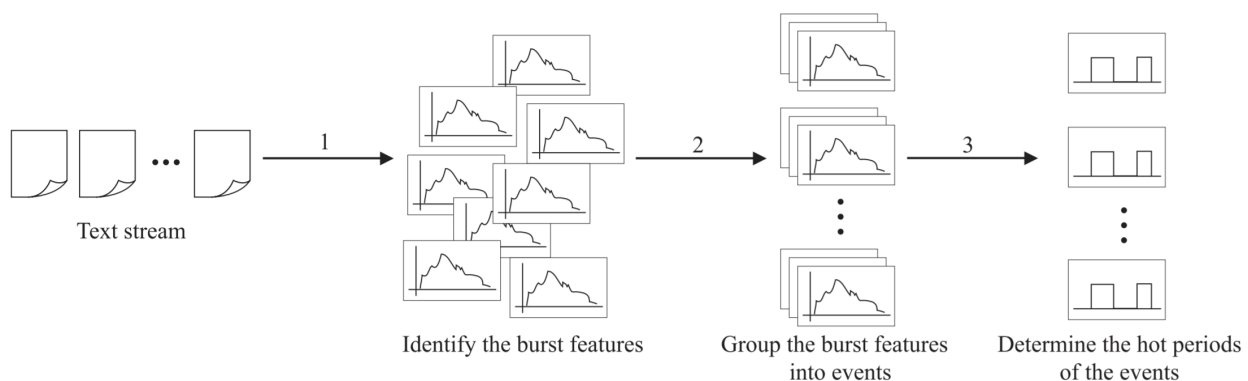 1
2
3
Text stream
Identify the burst features
Group the burst features
into events
Determine the hot periods
of the events